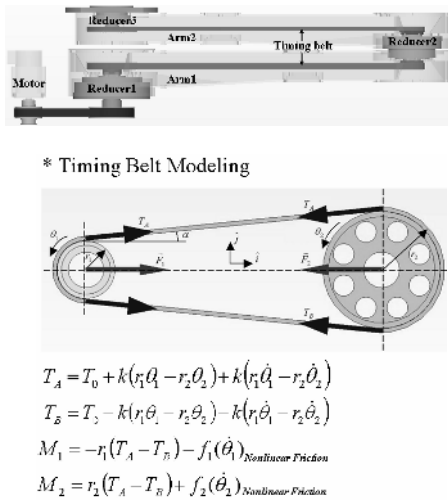 Reducer3
Arm2
Timing belt
Reducer2
Motor
Reducer1
Arm1
* Timing Belt Modeling
T_A
T_A
θ_1
α
ĵ
θ_2
r_1
r_2
F_1
î
F_2
T_B
T_A = T_0 + k(r_1θ_1 − r_2θ_2) + k(r_1θ̇_1 − r_2θ̇_2)
T_B = T_0 − k(r_1θ_1 − r_2θ_2) − k(r_1θ̇_1 − r_2θ̇_2)
M_1 = −r_1(T_A − T_B) − f_1(θ̇_1)_Nonlinear Friction
M_2 = r_2(T_A − T_B) + f_2(θ̇_2)_Nonlinear Friction